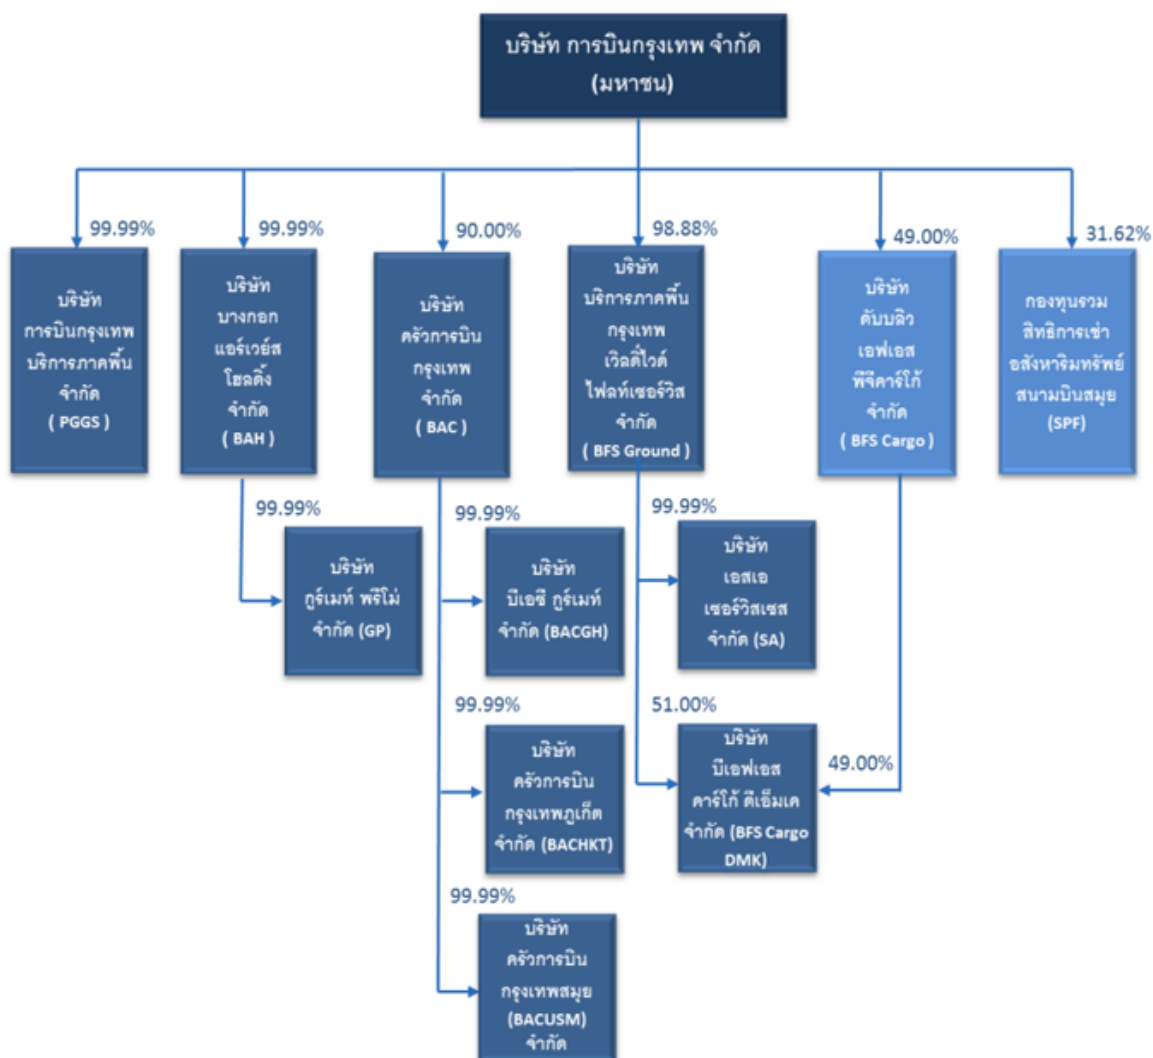 บริษัท การบินกรุงเทพ จำกัด
(มหาชน)
99.99%
99.99%
90.00%
98.88%
49.00%
31.62%
บริษัท
การบินกรุงเทพ
บริการภาคพื้น
จำกัด
( PGGS )
บริษัท
บางกอก
แอร์เวย์ส
โฮลดิ้ง
จำกัด
( BAH )
บริษัท
ครัวการบิน
กรุงเทพ
จำกัด
( BAC )
บริษัท
บริการภาคพื้น
กรุงเทพ
เวิลด์ไวด์
ไฟลท์เซอร์วิส
จำกัด
( BFS Ground )
บริษัท
ดับบลิว
เอฟเอส
พีจีคาร์โก้
จำกัด
( BFS Cargo )
กองทุนรวม
สิทธิการเช่า
อสังหาริมทรัพย์
สนามบินสมุย
(SPF)
99.99%
99.99%
99.99%
บริษัท
กูร์เมท์ พรีโม่
จำกัด (GP)
บริษัท
บีเอซี กูร์เมท์
จำกัด (BACGH)
บริษัท
เอสเอ
เซอร์วิสเซส
จำกัด (SA)
99.99%
51.00%
49.00%
บริษัท
ครัวการบิน
กรุงเทพภูเก็ต
จำกัด (BACHKT)
บริษัท
บีเอฟเอส
คาร์โก้ ดีเอ็มเค
จำกัด (BFS Cargo
DMK)
99.99%
บริษัท
ครัวการบิน
กรุงเทพสมุย
(BACUSM)
จำกัด